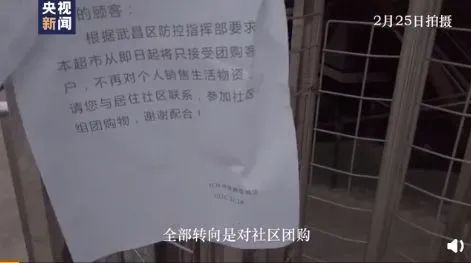 央视
新闻
2月25日拍摄
的顾客：
根据武昌区防控指挥部要求
本超市从即日起将只接受团购客
户，不再对个人销售生活物资，
请您与居住社区联系，参加社区
组团购物，谢谢配合！
全部转向是对社区团购